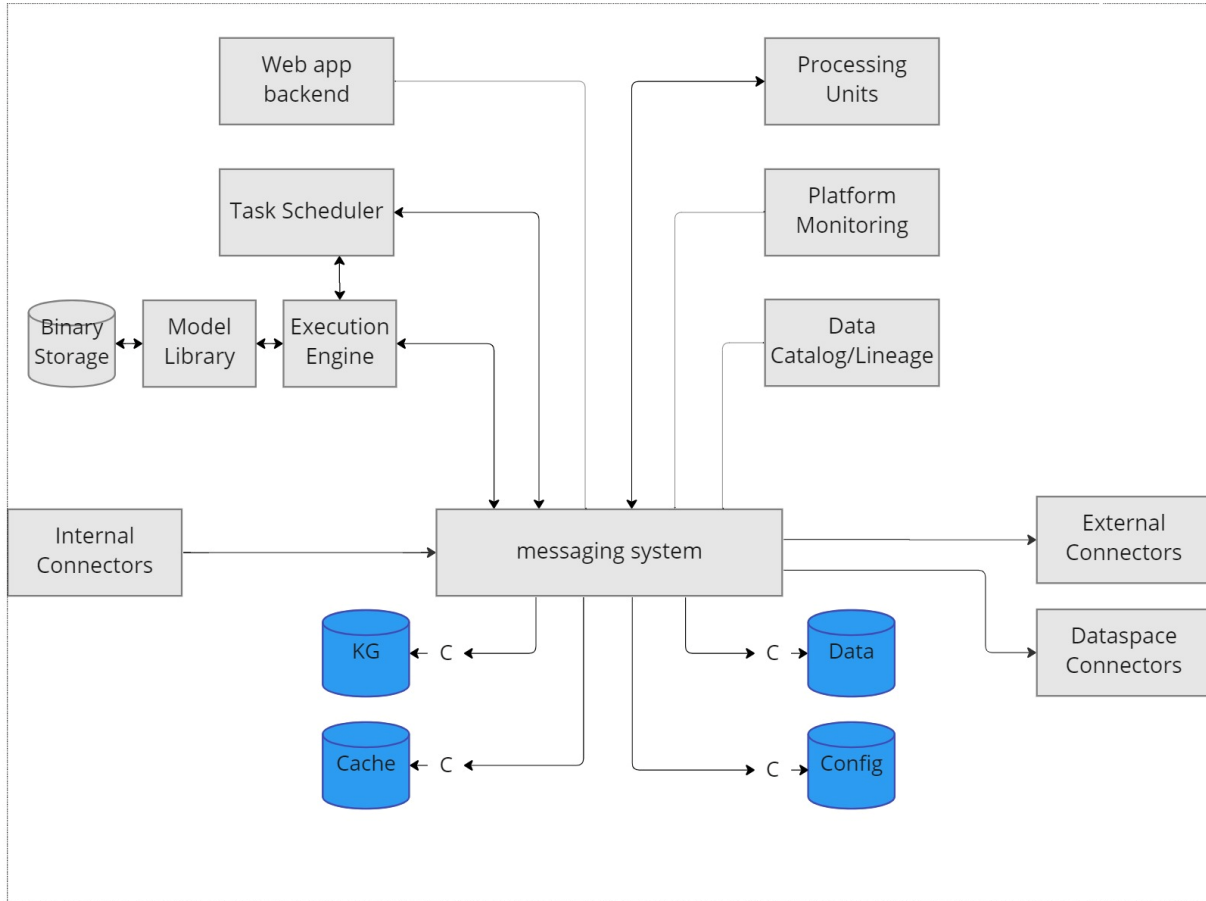 Web app
backend
Processing
Units
Task Scheduler
Platform
Monitoring
Binary
Storage
Model
Library
Execution
Engine
Data
Catalog/Lineage
Internal
Connectors
messaging system
External
Connectors
KG
C
C
Data
Dataspace
Connectors
Cache
C
C
Config